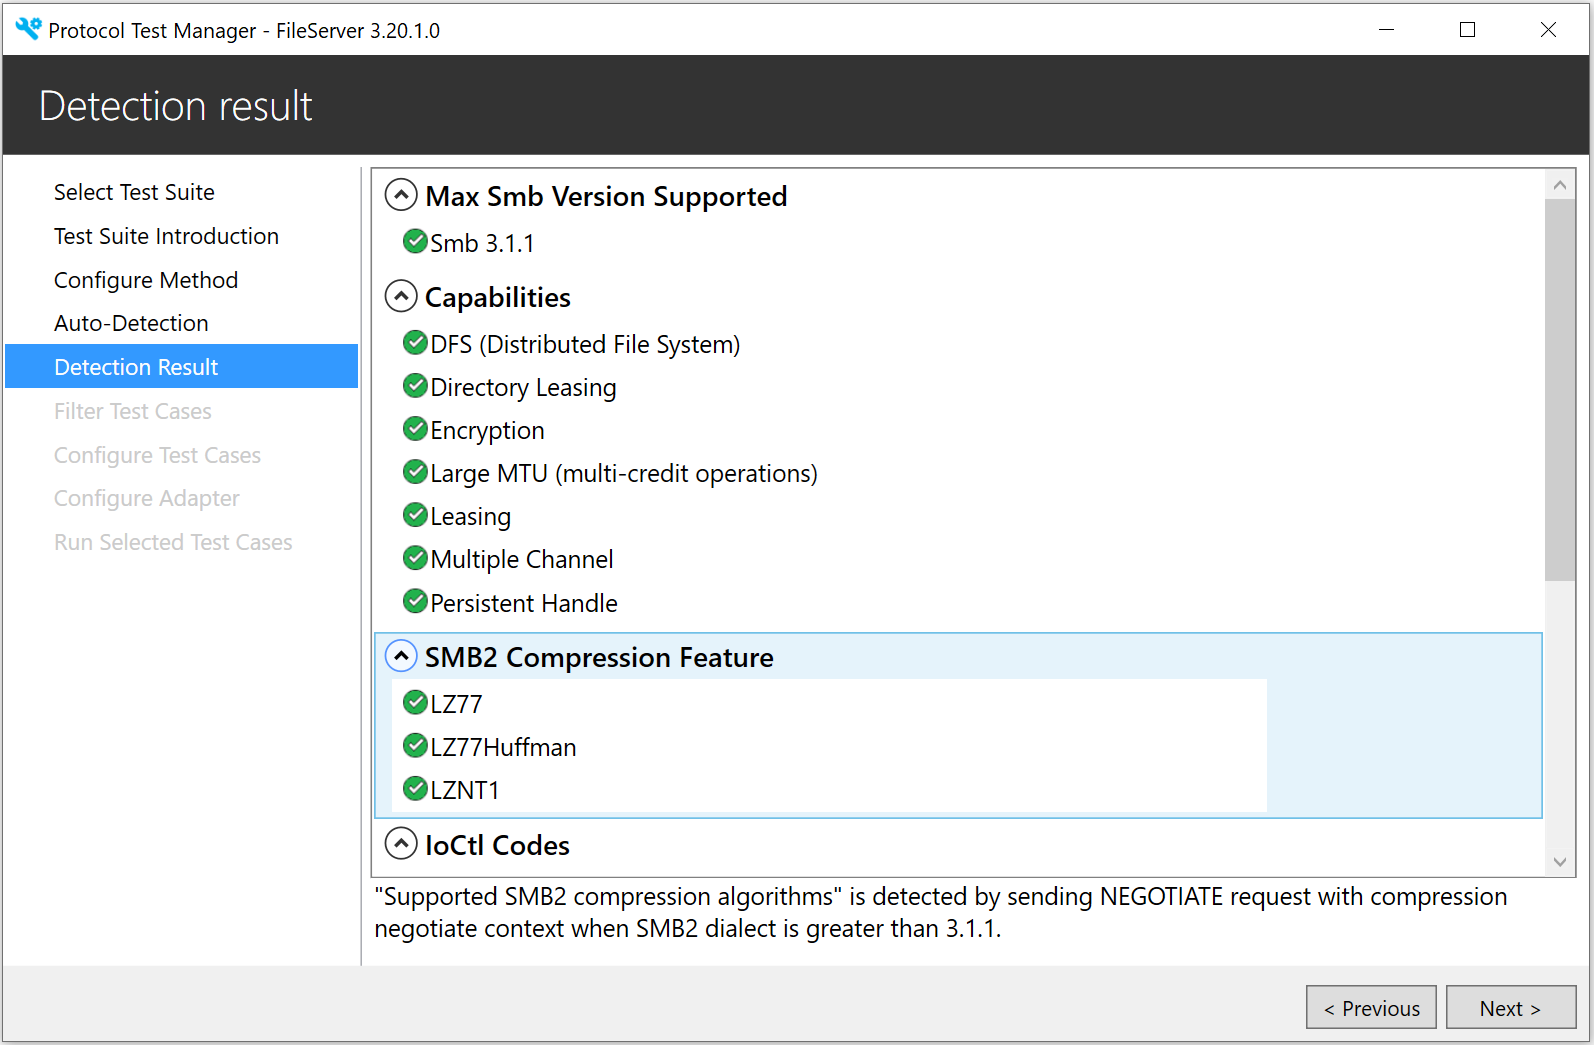 Protocol Test Manager - FileServer 3.20.1.0
Detection result
Select Test Suite
Test Suite Introduction
Configure Method
Auto-Detection
Detection Result
Filter Test Cases
Configure Test Cases
Configure Adapter
Run Selected Test Cases
Max Smb Version Supported
Smb 3.1.1
Capabilities
DFS (Distributed File System)
Directory Leasing
Encryption
Large MTU (multi-credit operations)
Leasing
Multiple Channel
Persistent Handle
SMB2 Compression Feature
LZ77
LZ77Huffman
LZNT1
IoCtl Codes
"Supported SMB2 compression algorithms" is detected by sending NEGOTIATE request with compression
negotiate context when SMB2 dialect is greater than 3.1.1.
< Previous
Next >